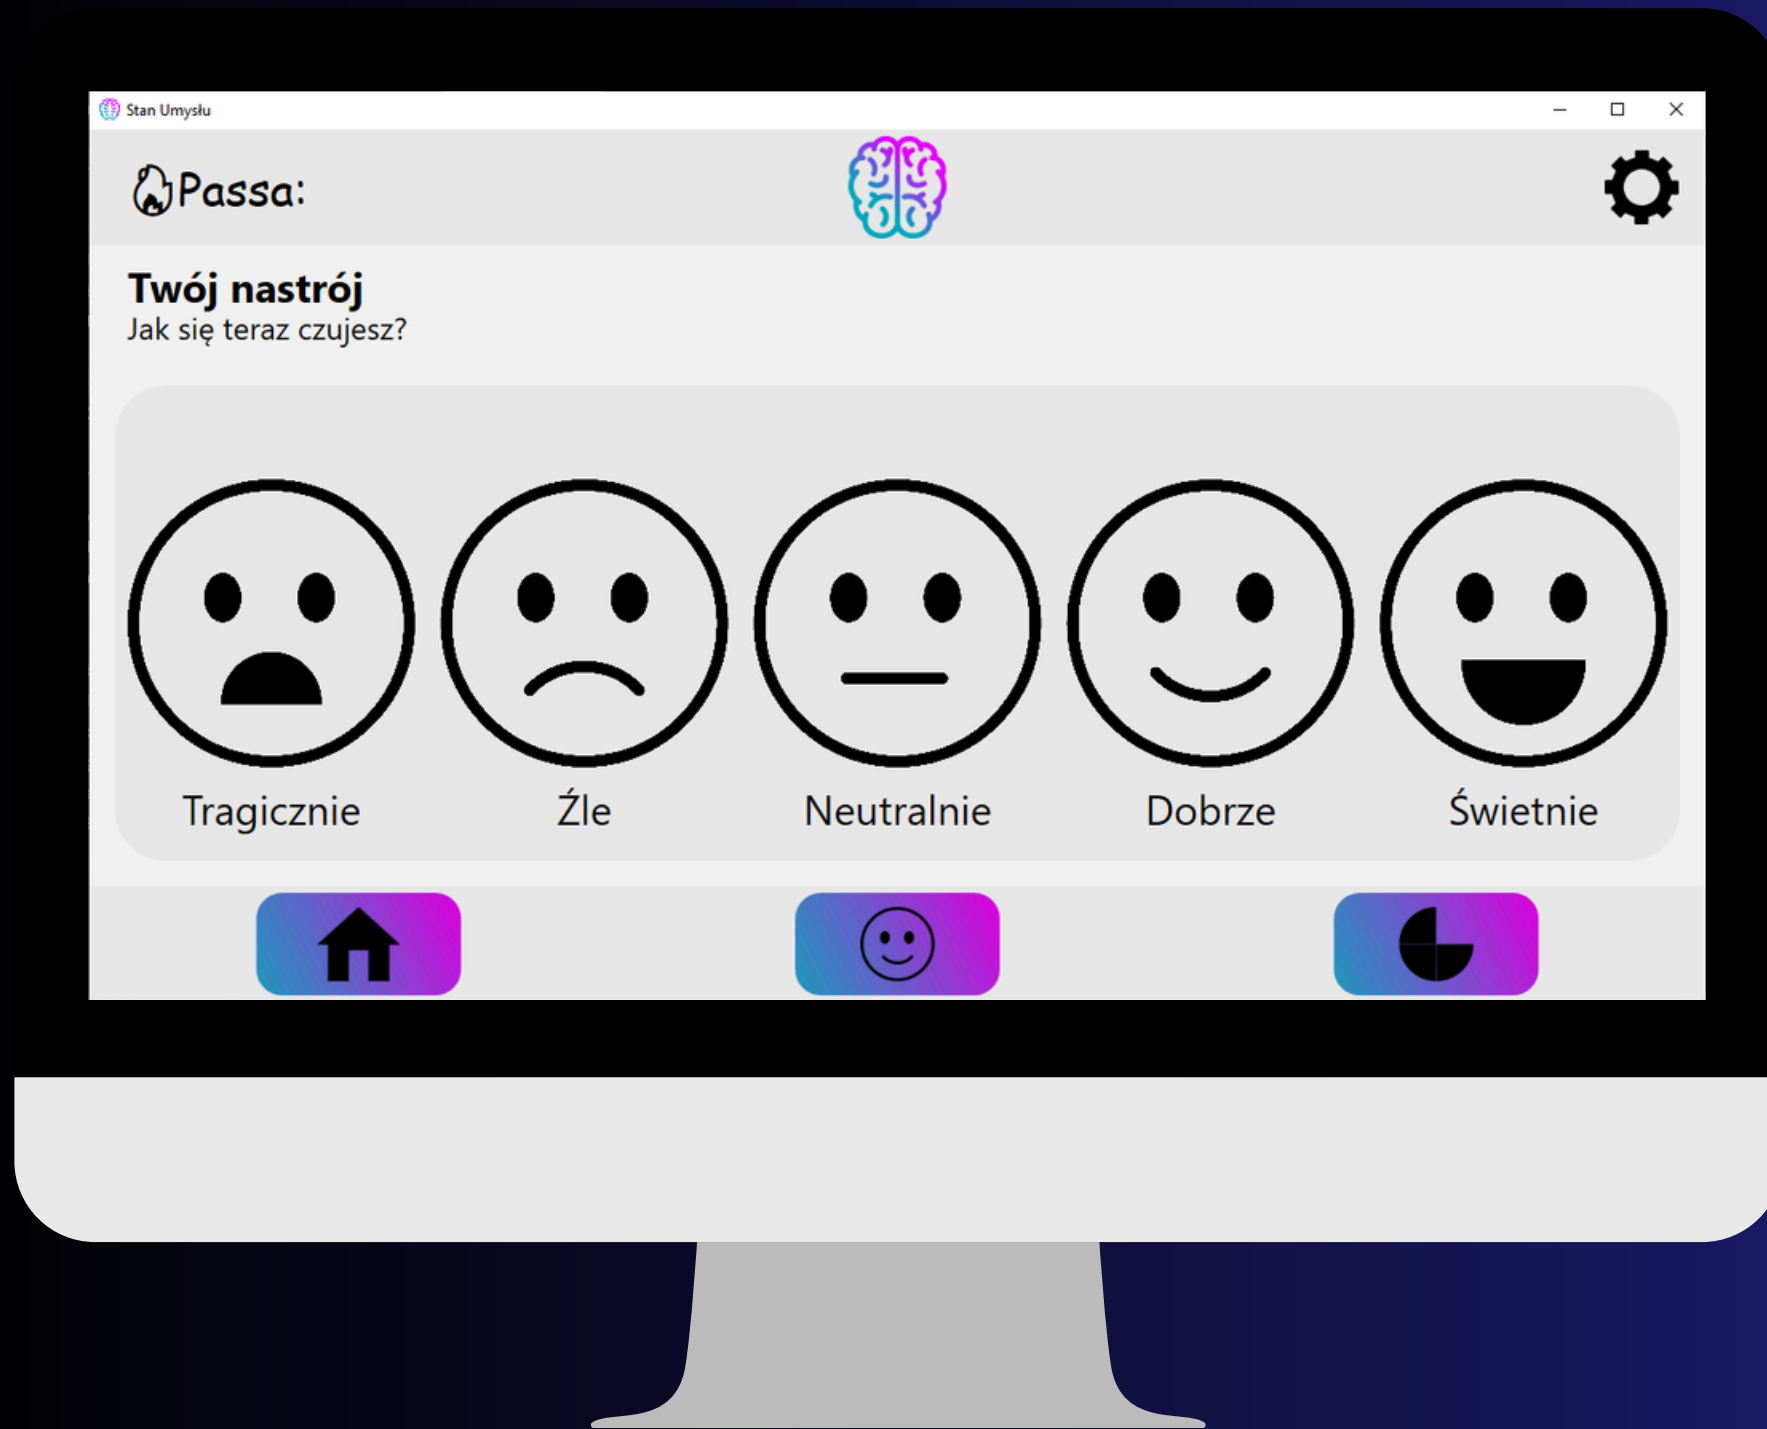 Stan Umysłu
Passa:
Twój nastrój
Jak się teraz czujesz?
Tragicznie
Źle
Neutralnie
Dobrze
Świetnie